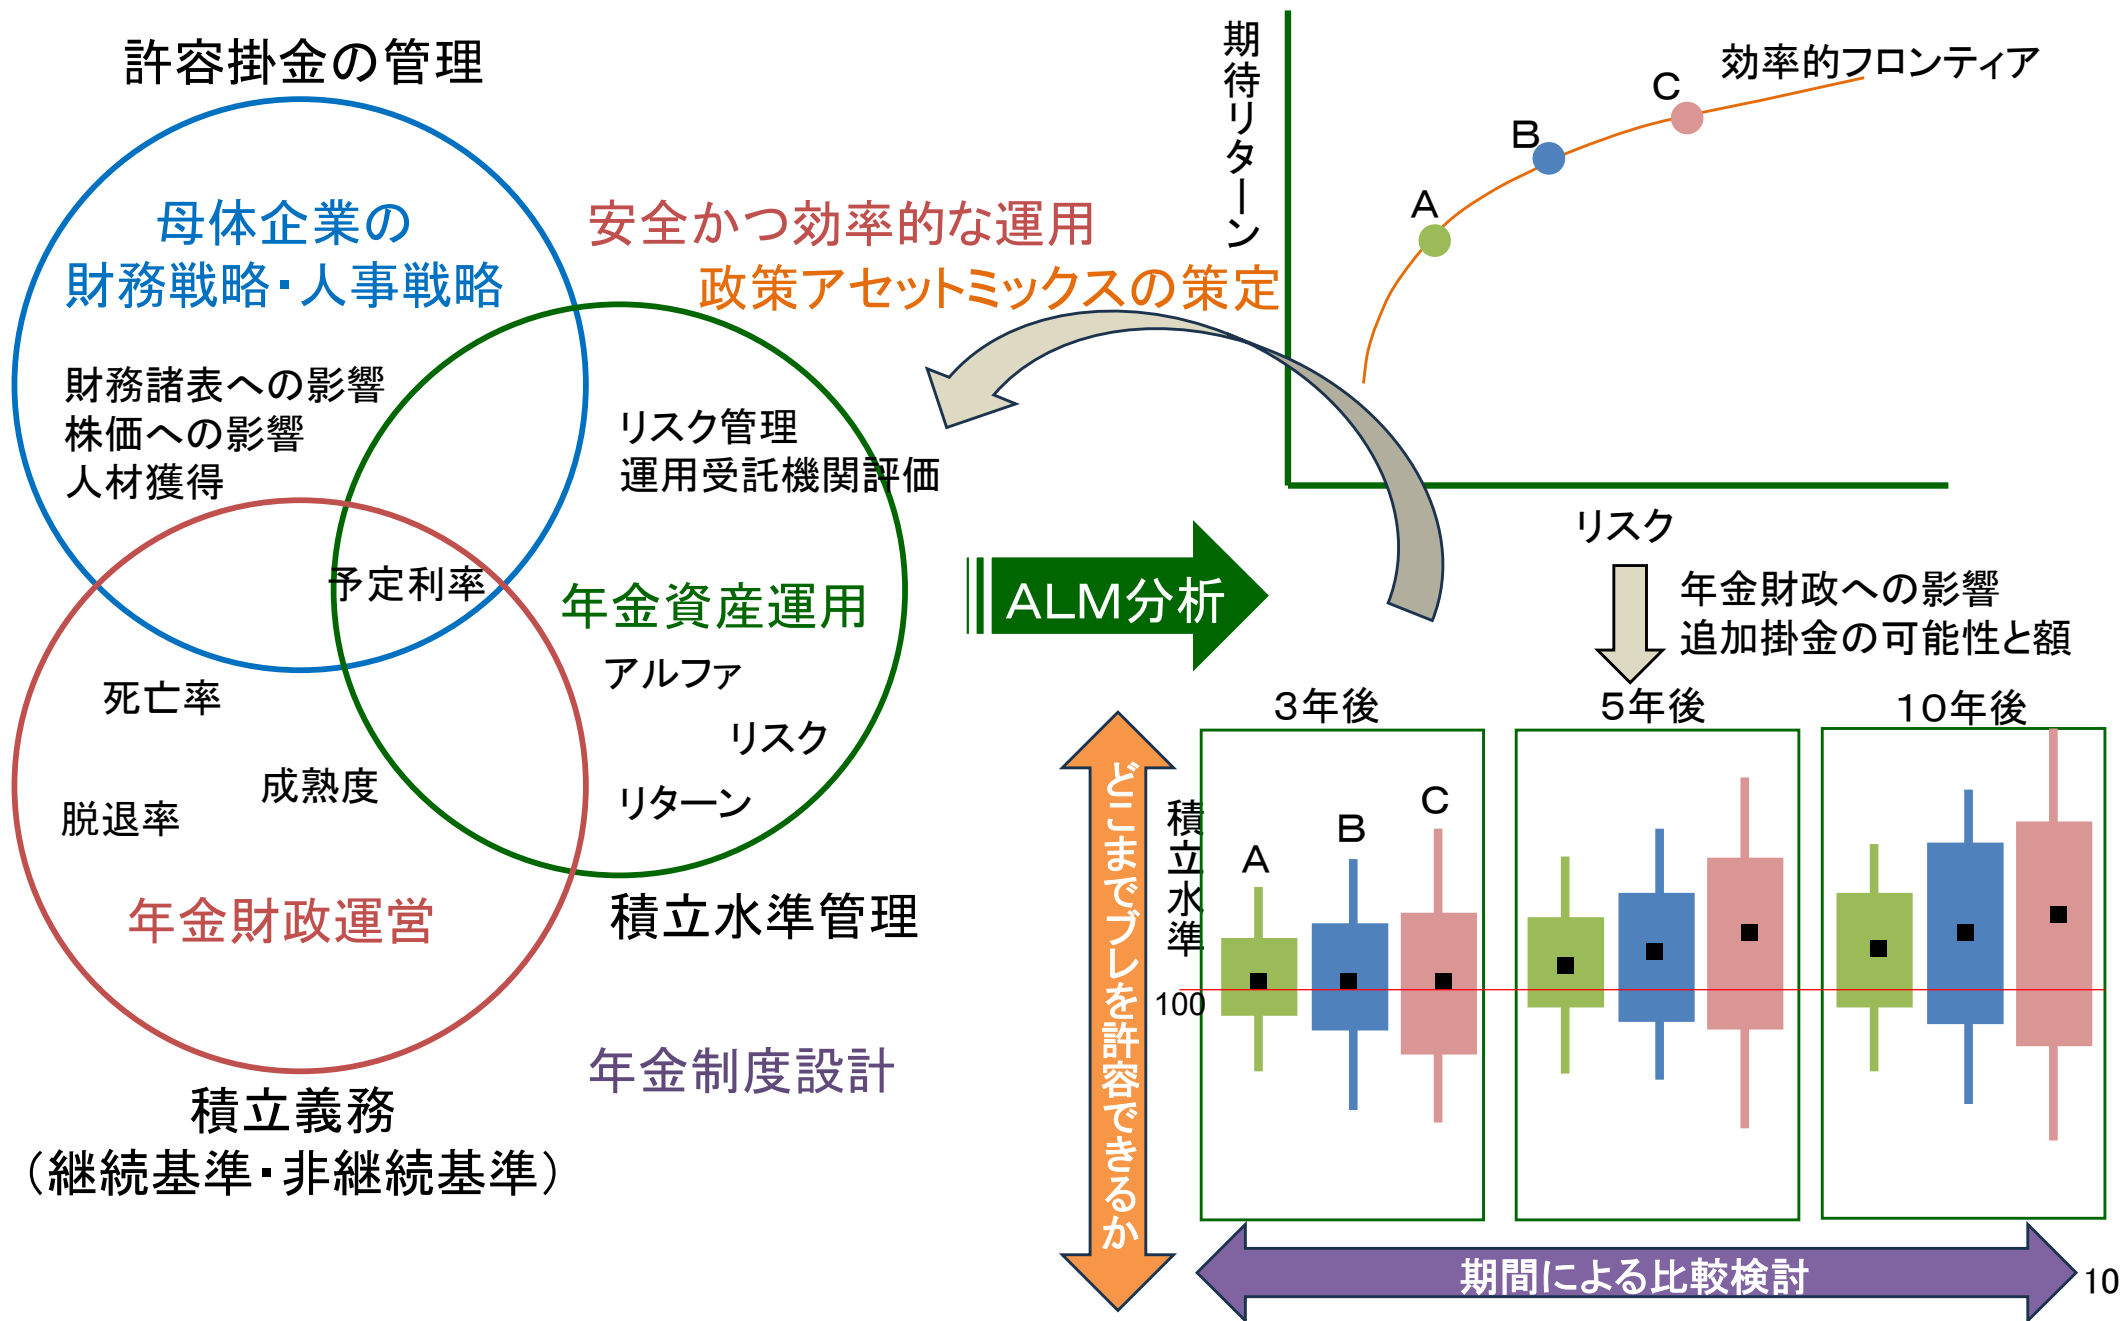 許容掛金の管理
母体企業の
財務戦略・人事戦略
財務諸表への影響
株価への影響
人材獲得
安全かつ効率的な運用
政策アセットミックスの策定
リスク管理
運用受託機関評価
予定利率
年金資産運用
アルファ
リスク
リターン
死亡率
成熟度
脱退率
年金財政運営
積立水準管理
年金制度設計
積立義務
（継続基準・非継続基準）
ALM分析
期待リターン
効率的フロンティア
A
B
C
リスク
年金財政への影響
追加掛金の可能性と額
3年後
5年後
10年後
どこまでブレを許容できるか
積立水準
100
A
B
C
期間による比較検討
10